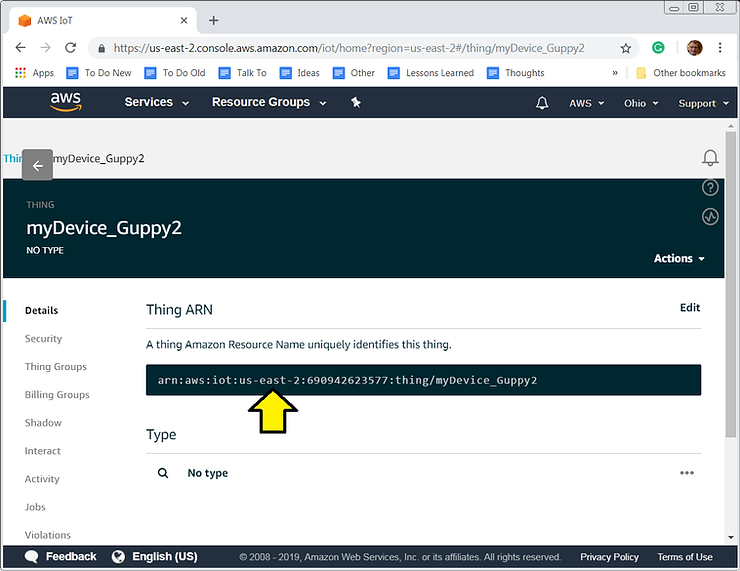 AWS IoT
https://us-east-2.console.aws.amazon.com/iot/home?region=us-east-2#/thing/myDevice_Guppy2
Apps To Do New To Do Old Talk To Ideas Other Lessons Learned Thoughts » Other bookmarks
aws Services Resource Groups AWS Ohio Support
myDevice_Guppy2
THING
myDevice_Guppy2
NO TYPE
Actions
Details
Security
Thing Groups
Billing Groups
Shadow
Interact
Activity
Jobs
Violations
Thing ARN Edit
A thing Amazon Resource Name uniquely identifies this thing.
arn:aws:iot:us-east-2:690942623577:thing/myDevice_Guppy2
Type
No type
Feedback English (US) © 2008 - 2019, Amazon Web Services, Inc. or its affiliates. All rights reserved. Privacy Policy Terms of Use